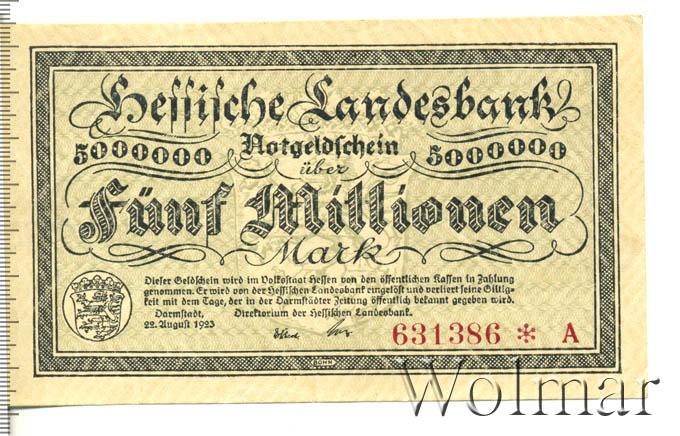 Hessische Landesbank
5000000 Notgeldschein 5000000
über
Fünf Millionen
Mark
Dieser Geldschein wird im Volksstaat Hessen von den öffentlichen Kassen in Zahlung
genommen. Er wird von der Hessischen Landesbank eingelöst und verliert seine Gültig-
keit mit dem Tage, der in der Darmstädter Zeitung öffentlich bekannt gegeben wird.
Darmstadt, Direktorium der Hessischen Landesbank.
22. August 1923
631386 * A
Wolmar